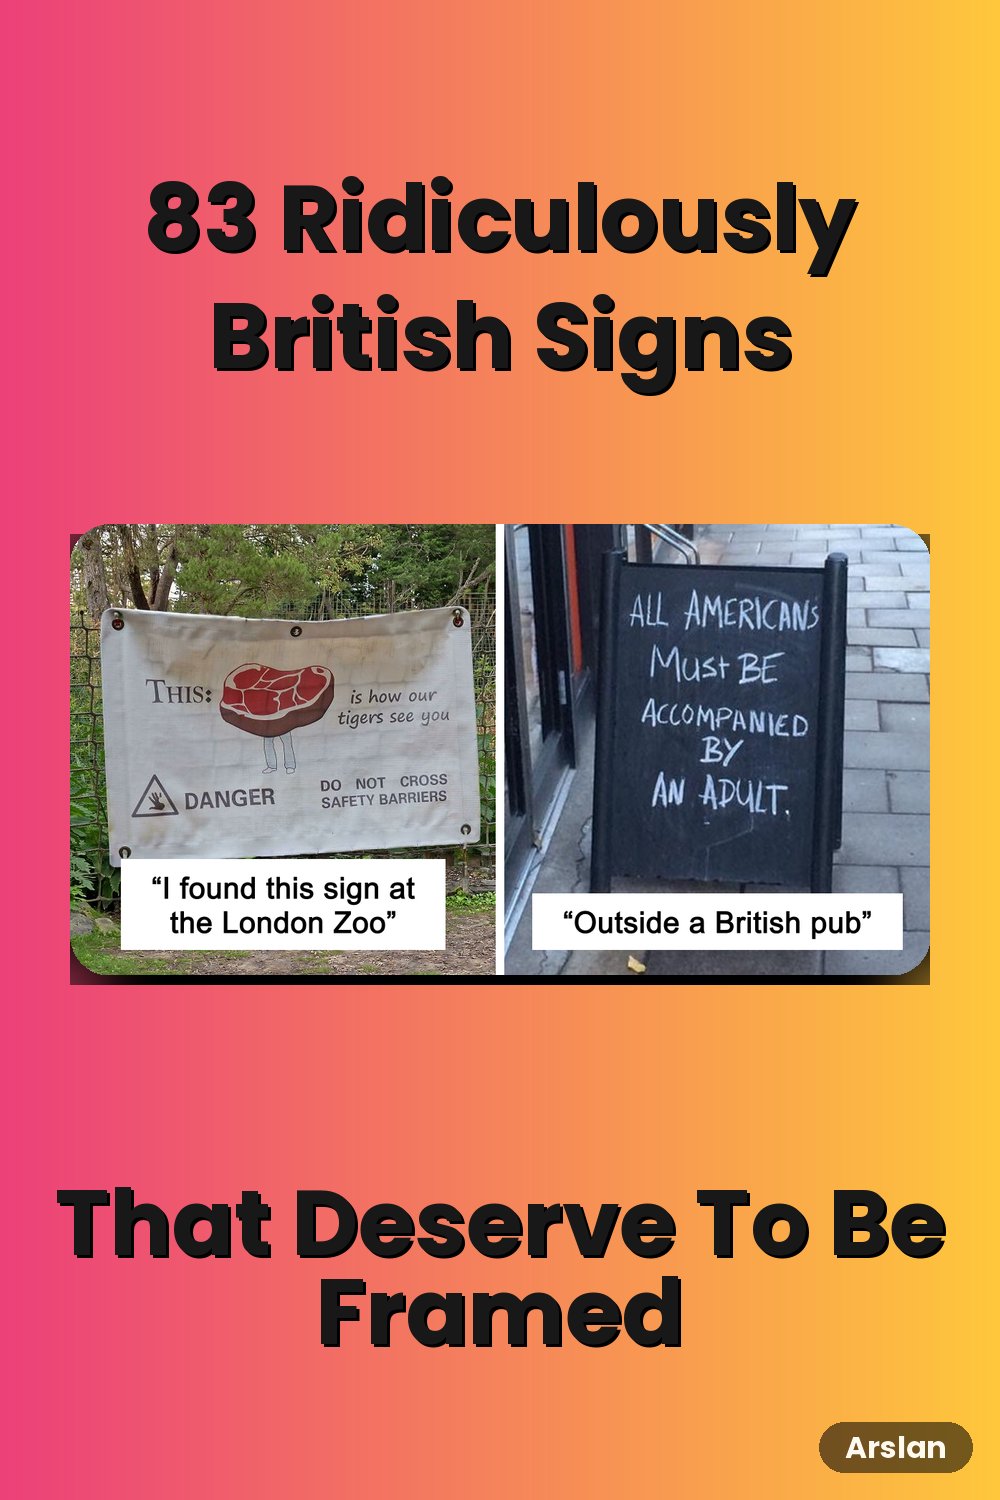 83 Ridiculously
British Signs
THIS:
is how our
tigers see you
DANGER
DO NOT CROSS
SAFETY BARRIERS
“I found this sign at
the London Zoo”
ALL AMERICANS
MUST BE
ACCOMPANIED
BY
AN ADULT.
“Outside a British pub”
That Deserve To Be
Framed
Arslan